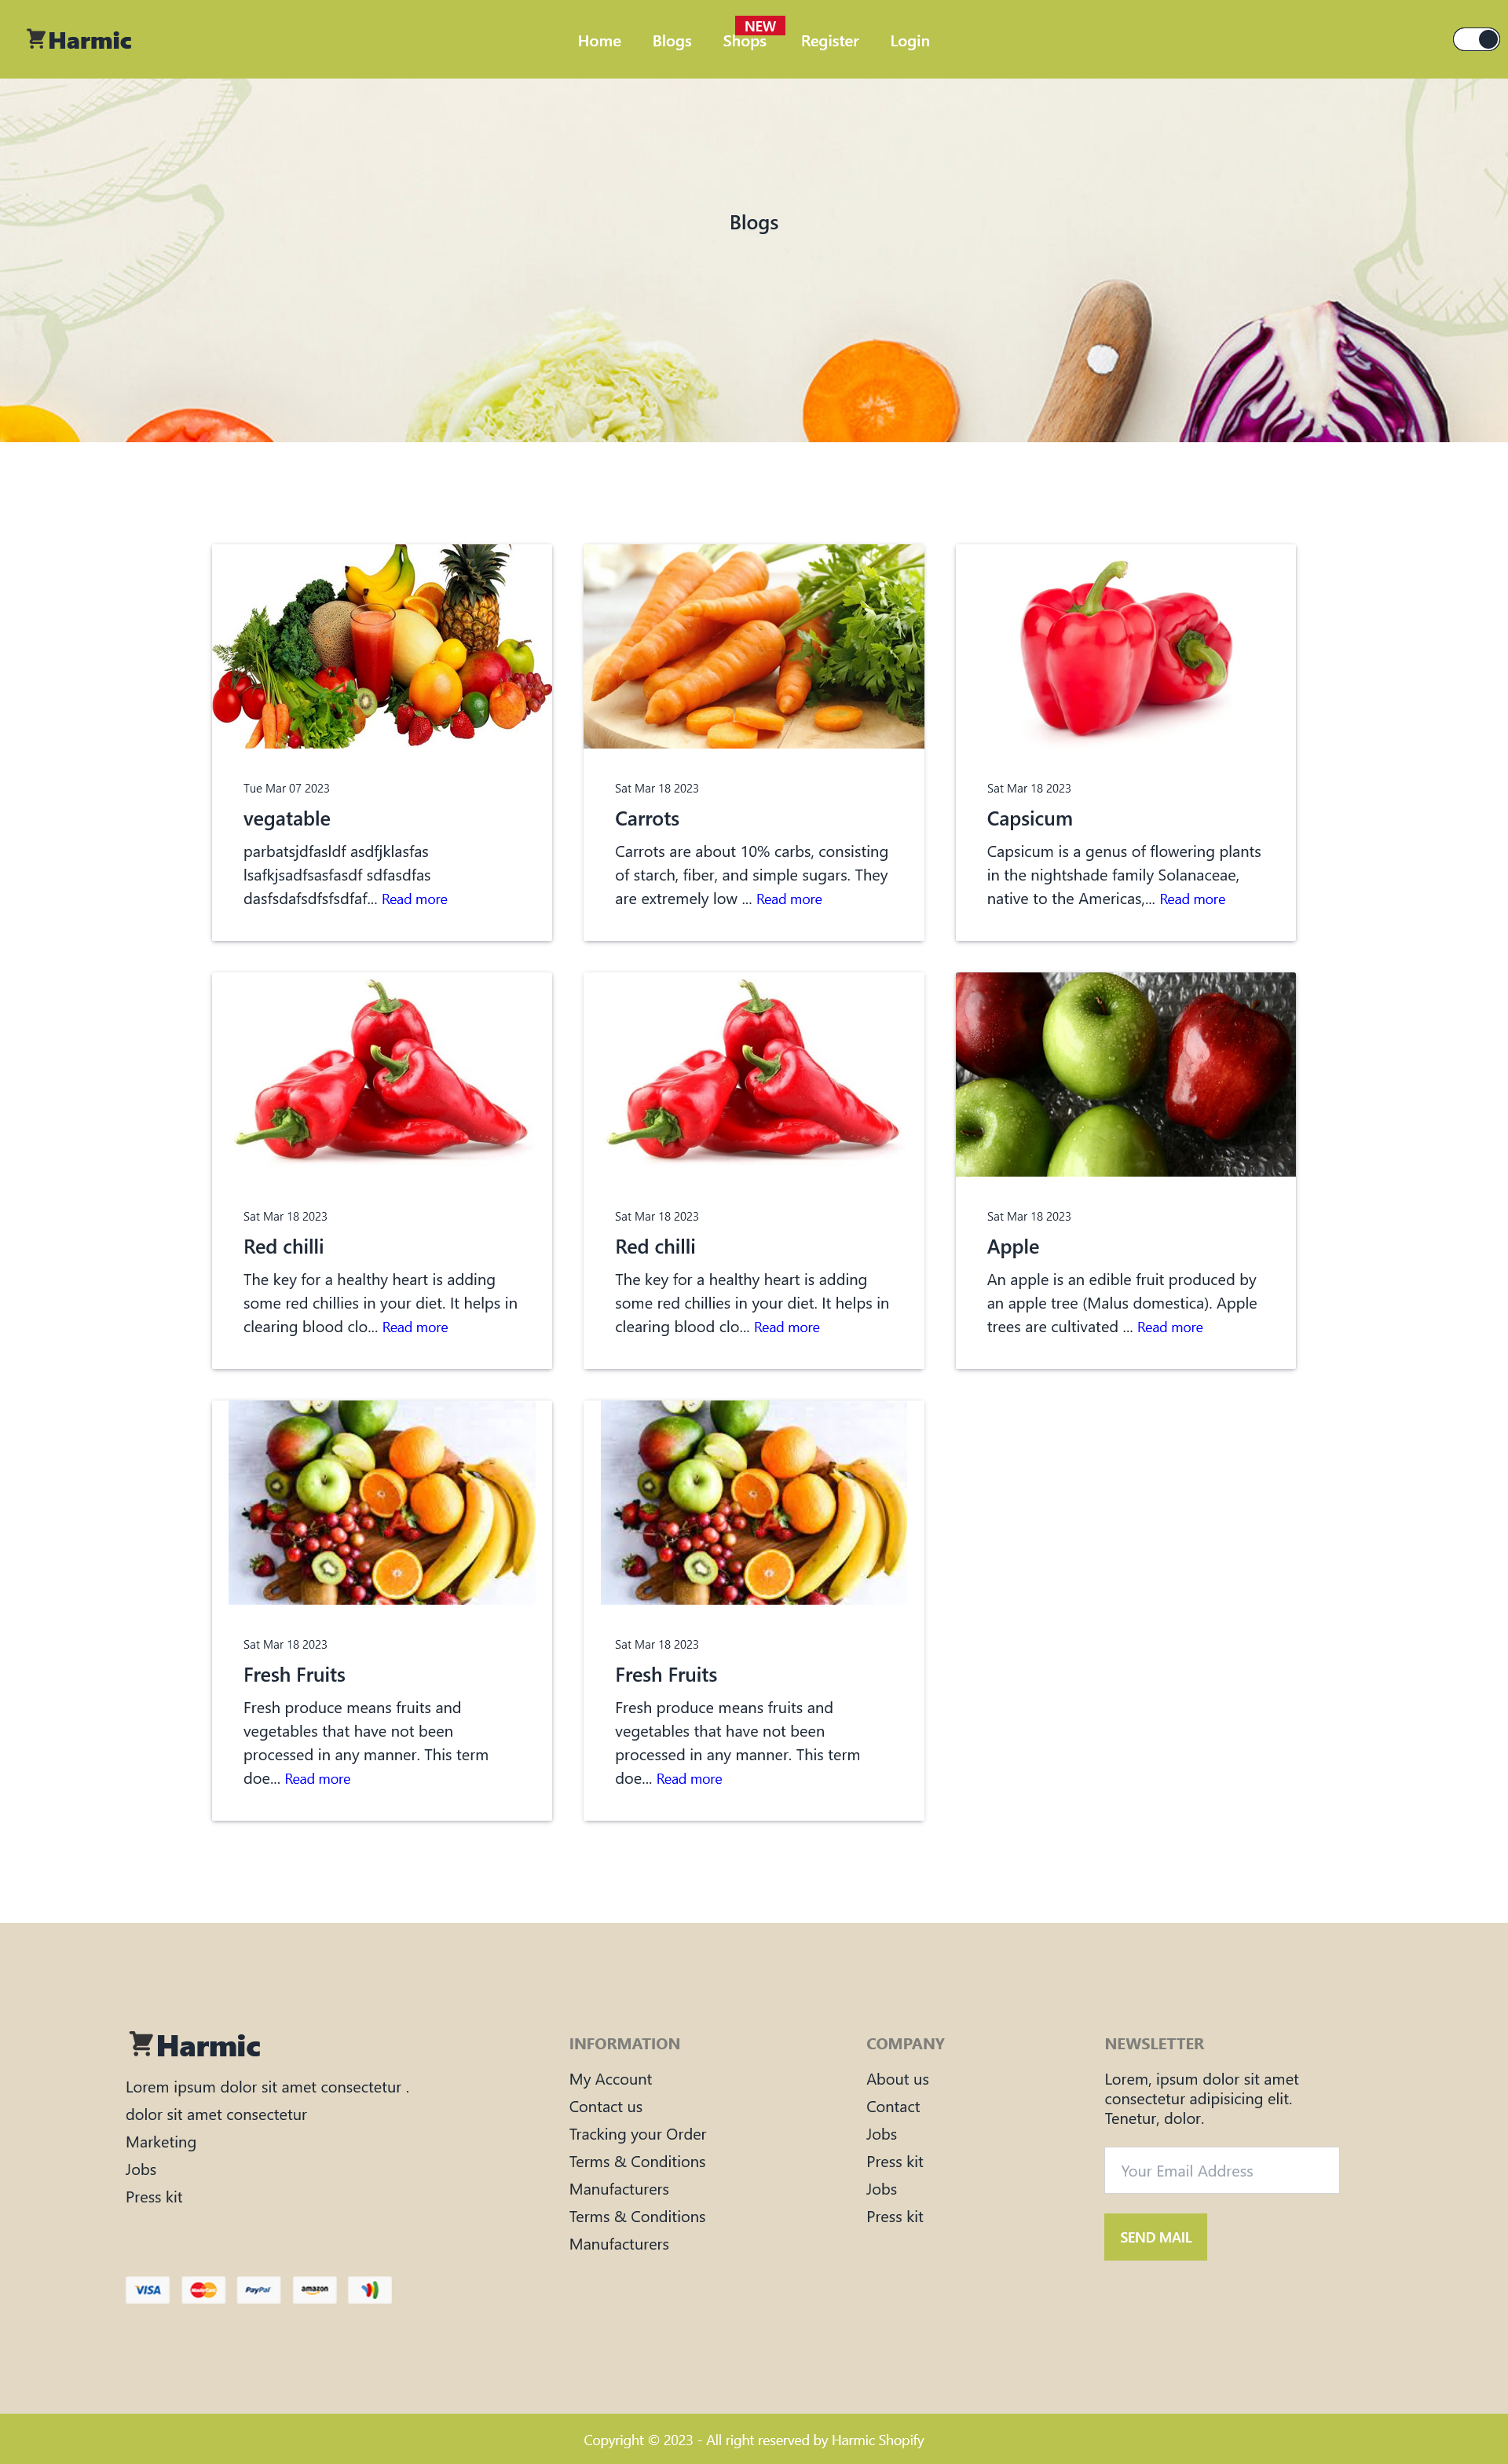 Harmic
Home Blogs Shops NEW Register Login
Blogs
Tue Mar 07 2023
vegatable
parbatsjdfasldf asdfjklasfas
lsafkjsadfsasfasdf sdfasdfas
dasfsdafsdfsfsdfaf... Read more
Sat Mar 18 2023
Carrots
Carrots are about 10% carbs, consisting
of starch, fiber, and simple sugars. They
are extremely low ... Read more
Sat Mar 18 2023
Capsicum
Capsicum is a genus of flowering plants
in the nightshade family Solanaceae,
native to the Americas,... Read more
Sat Mar 18 2023
Red chilli
The key for a healthy heart is adding
some red chillies in your diet. It helps in
clearing blood clo... Read more
Sat Mar 18 2023
Red chilli
The key for a healthy heart is adding
some red chillies in your diet. It helps in
clearing blood clo... Read more
Sat Mar 18 2023
Apple
An apple is an edible fruit produced by
an apple tree (Malus domestica). Apple
trees are cultivated ... Read more
Sat Mar 18 2023
Fresh Fruits
Fresh produce means fruits and
vegetables that have not been
processed in any manner. This term
doe... Read more
Sat Mar 18 2023
Fresh Fruits
Fresh produce means fruits and
vegetables that have not been
processed in any manner. This term
doe... Read more
Harmic
Lorem ipsum dolor sit amet consectetur .
dolor sit amet consectetur
Marketing
Jobs
Press kit
VISA MasterCard PayPal amazon
INFORMATION
My Account
Contact us
Tracking your Order
Terms & Conditions
Manufacturers
Terms & Conditions
Manufacturers
COMPANY
About us
Contact
Jobs
Press kit
Jobs
Press kit
NEWSLETTER
Lorem, ipsum dolor sit amet
consectetur adipisicing elit.
Tenetur, dolor.
Your Email Address
SEND MAIL
Copyright © 2023 - All right reserved by Harmic Shopify